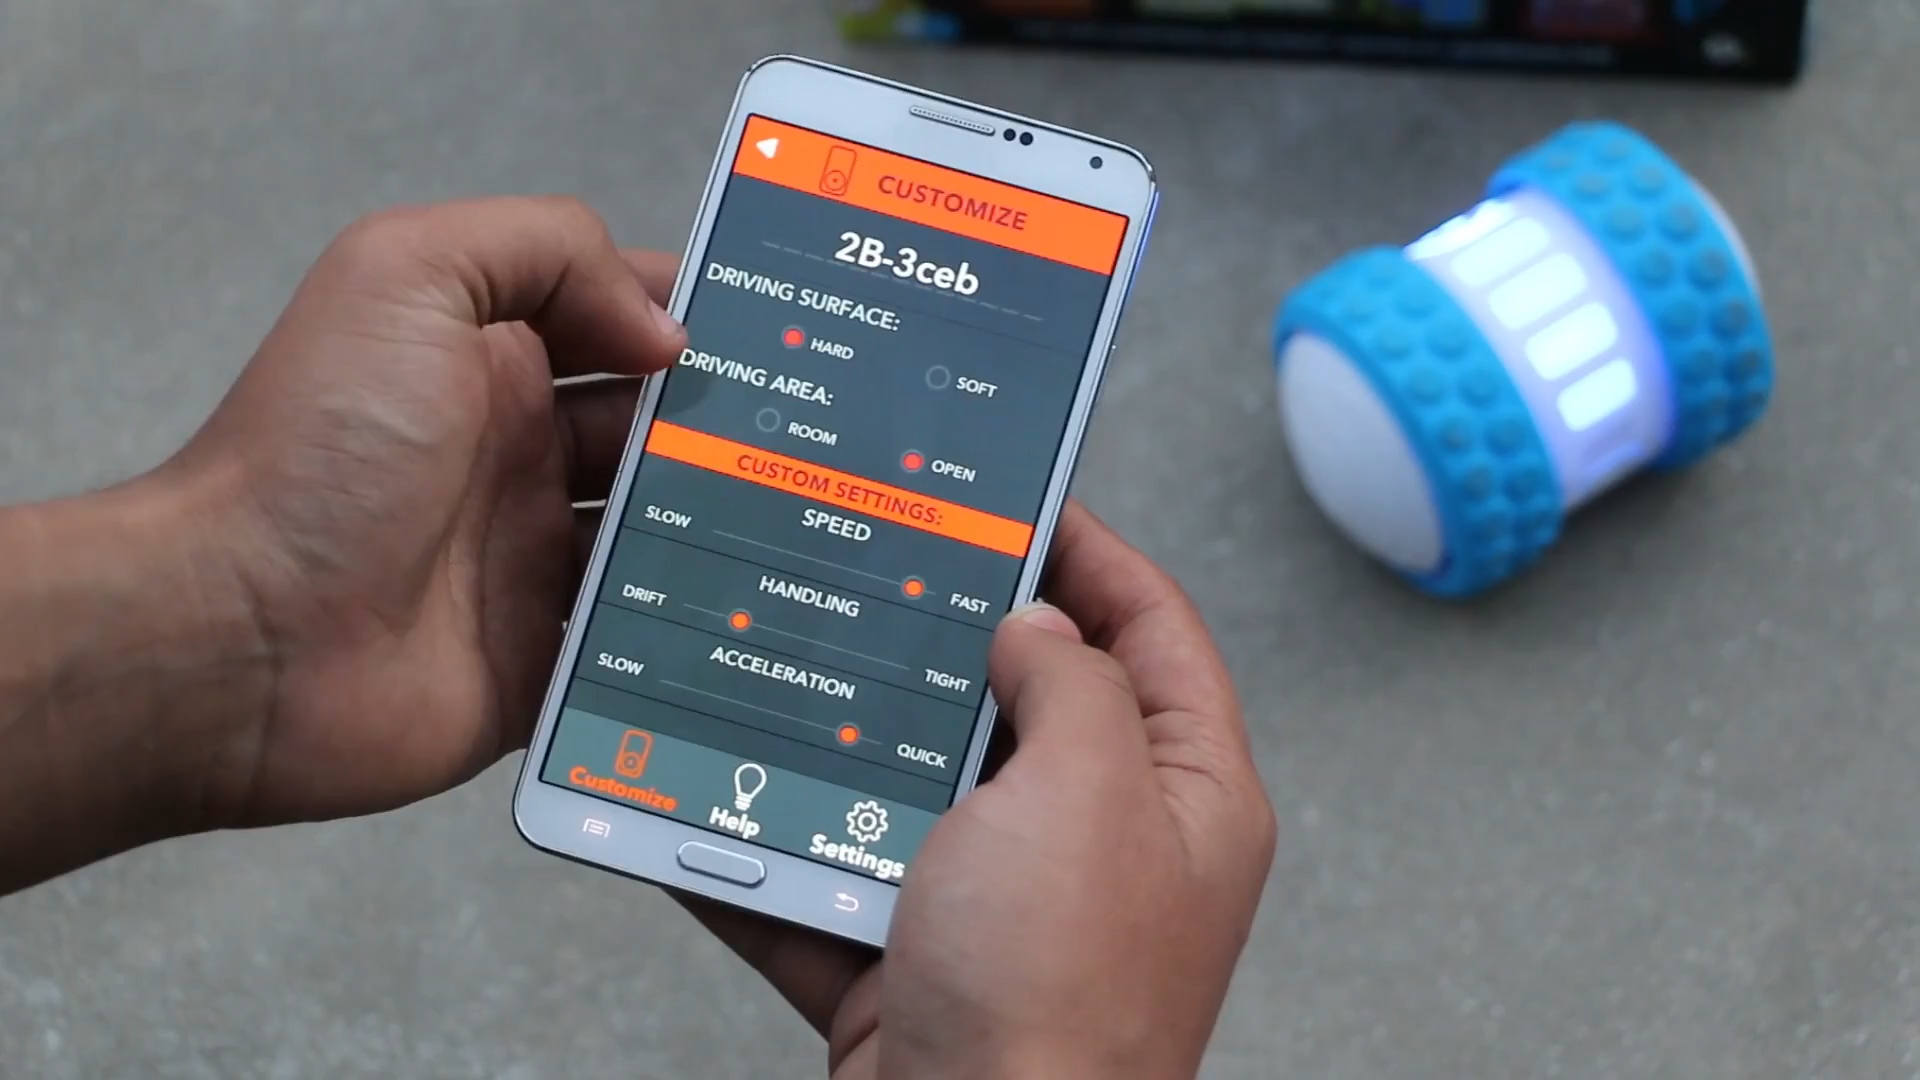 CUSTOMIZE
2B-3ceb
DRIVING SURFACE:
HARD
SOFT
DRIVING AREA:
ROOM
OPEN
CUSTOM SETTINGS:
SPEED
SLOW
FAST
HANDLING
DRIFT
TIGHT
ACCELERATION
SLOW
QUICK
Customize
Help
Settings